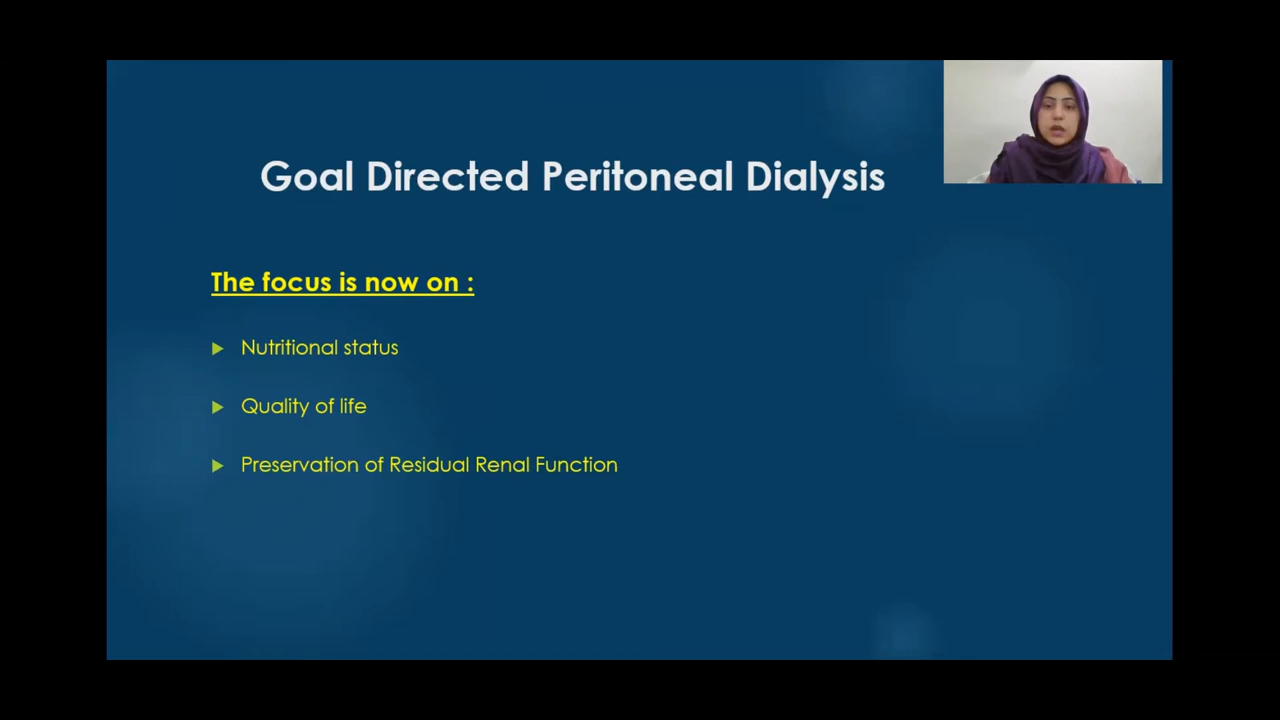 Goal Directed Peritoneal Dialysis
The focus is now on :
Nutritional status
Quality of life
Preservation of Residual Renal Function